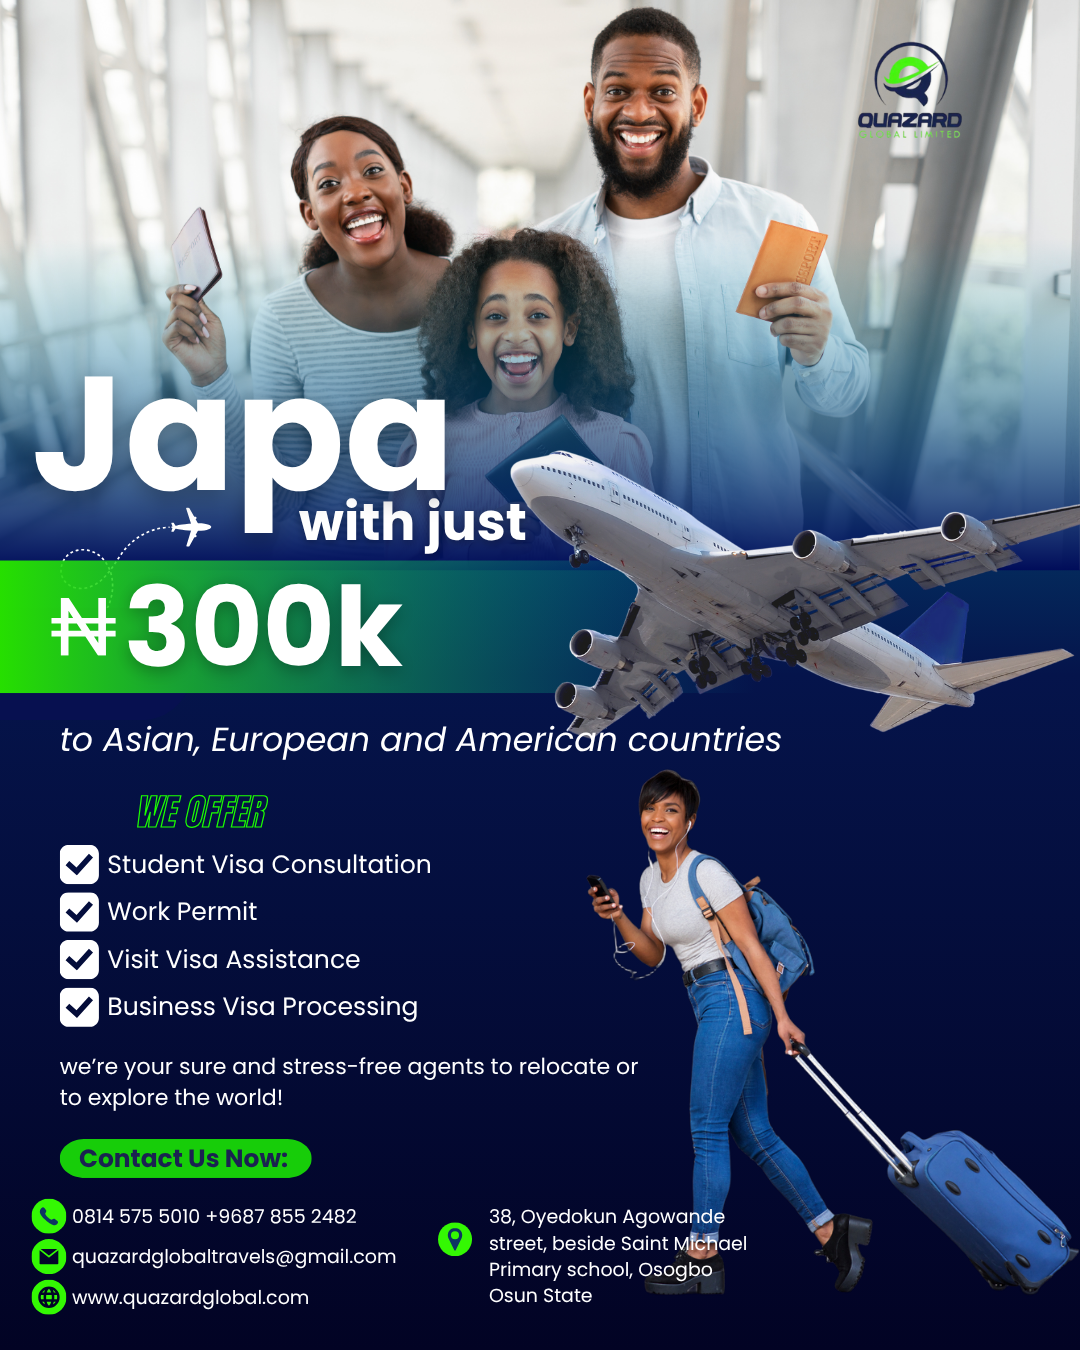 QUAZARD
GLOBAL LIMITED
Japa
with just
₦300k
to Asian, European and American countries
WE OFFER
Student Visa Consultation
Work Permit
Visit Visa Assistance
Business Visa Processing
we’re your sure and stress-free agents to relocate or
to explore the world!
Contact Us Now:
0814 575 5010 +9687 855 2482
quazardglobaltravels@gmail.com
www.quazardglobal.com
38, Oyedokun Agowande
street, beside Saint Michael
Primary school, Osogbo
Osun State